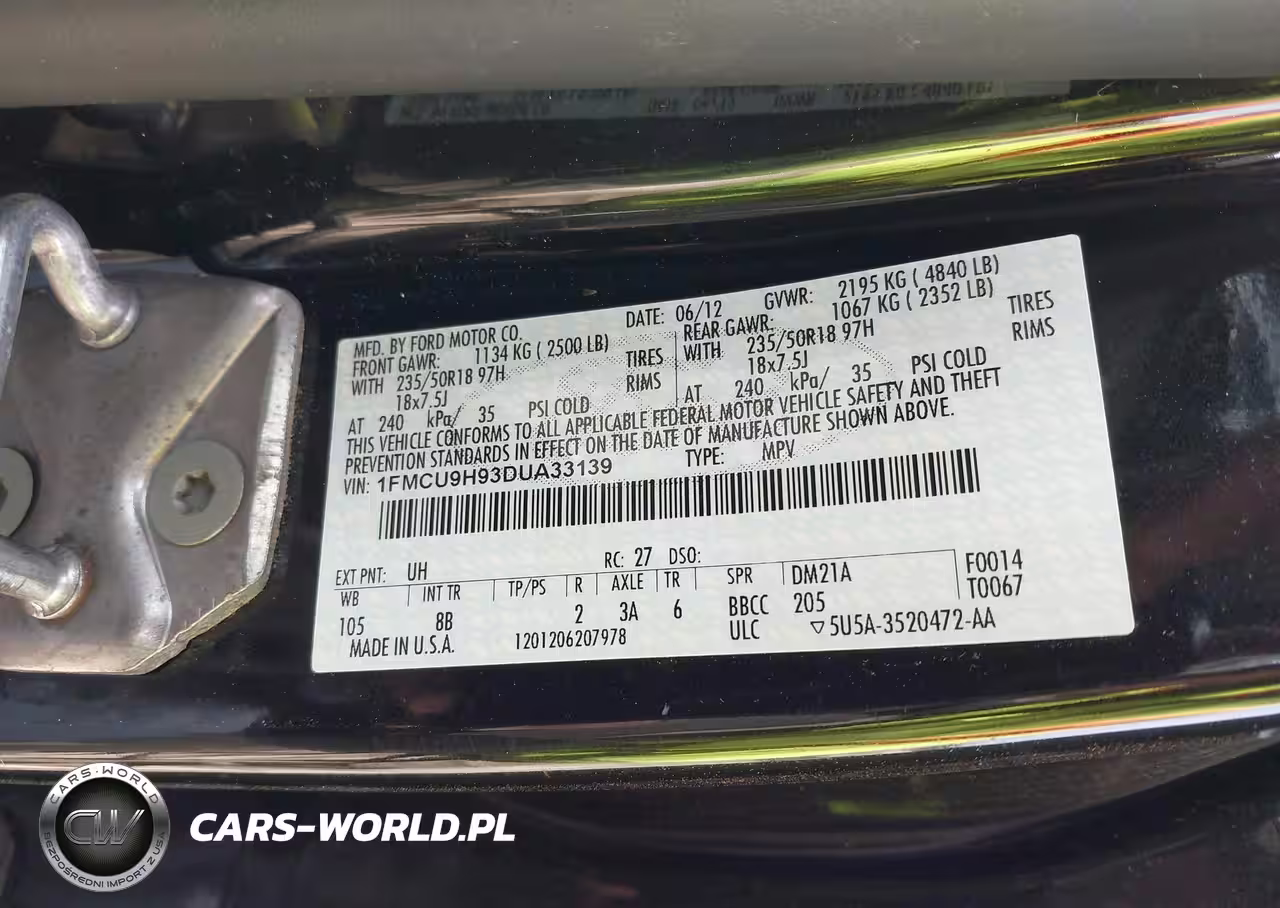 MFD. BY FORD MOTOR CO.
DATE: 06/12
GVWR: 2195 KG ( 4840 LB)
FRONT GAWR: 1134 KG ( 2500 LB)
REAR GAWR: 1067 KG ( 2352 LB)
WITH 235/50R18 97H TIRES
WITH 235/50R18 97H TIRES
18x7.5J RIMS
18x7.5J RIMS
AT 240 kPa/ 35 PSI COLD
AT 240 kPa/ 35 PSI COLD
THIS VEHICLE CONFORMS TO ALL APPLICABLE FEDERAL MOTOR VEHICLE SAFETY AND THEFT
PREVENTION STANDARDS IN EFFECT ON THE DATE OF MANUFACTURE SHOWN ABOVE.
VIN: 1FMCU9H93DUA33139
TYPE: MPV
EXT PNT: UH RC: 27 DSO:
WB INT TR TP/PS R AXLE TR SPR DM21A F0014
105 8B 2 3A 6 BBCC 205 T0067
MADE IN U.S.A. 1201206207978 ULC ▽5U5A-3520472-AA
CARS-WORLD
CW
BEZPOŚREDNI IMPORT Z USA
CARS-WORLD.PL